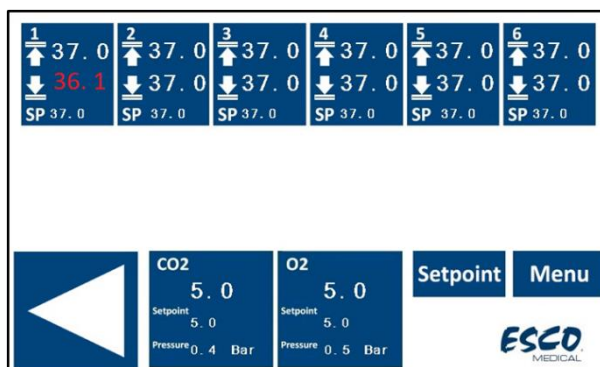 1 2 3 4 5 6
37.0 37.0 37.0 37.0 37.0 37.0
36.1 37.0 37.0 37.0 37.0 37.0
SP 37.0 SP 37.0 SP 37.0 SP 37.0 SP 37.0 SP 37.0
CO2
5.0
Setpoint
5.0
Pressure 0.4 Bar
O2
5.0
Setpoint
5.0
Pressure 0.5 Bar
Setpoint
Menu
ESCO
MEDICAL